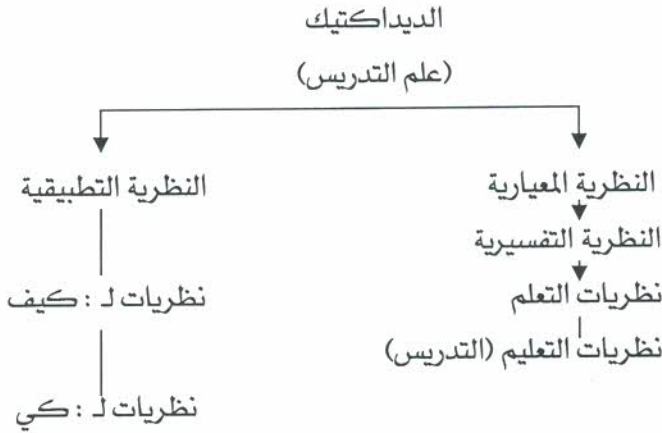 الديداكتيك
(علم التدريس)
النظرية المعيارية
النظرية التفسيرية
نظريات التعلم
نظريات التعليم (التدريس)
النظرية التطبيقية
نظريات لـ : كيف
نظريات لـ : كي